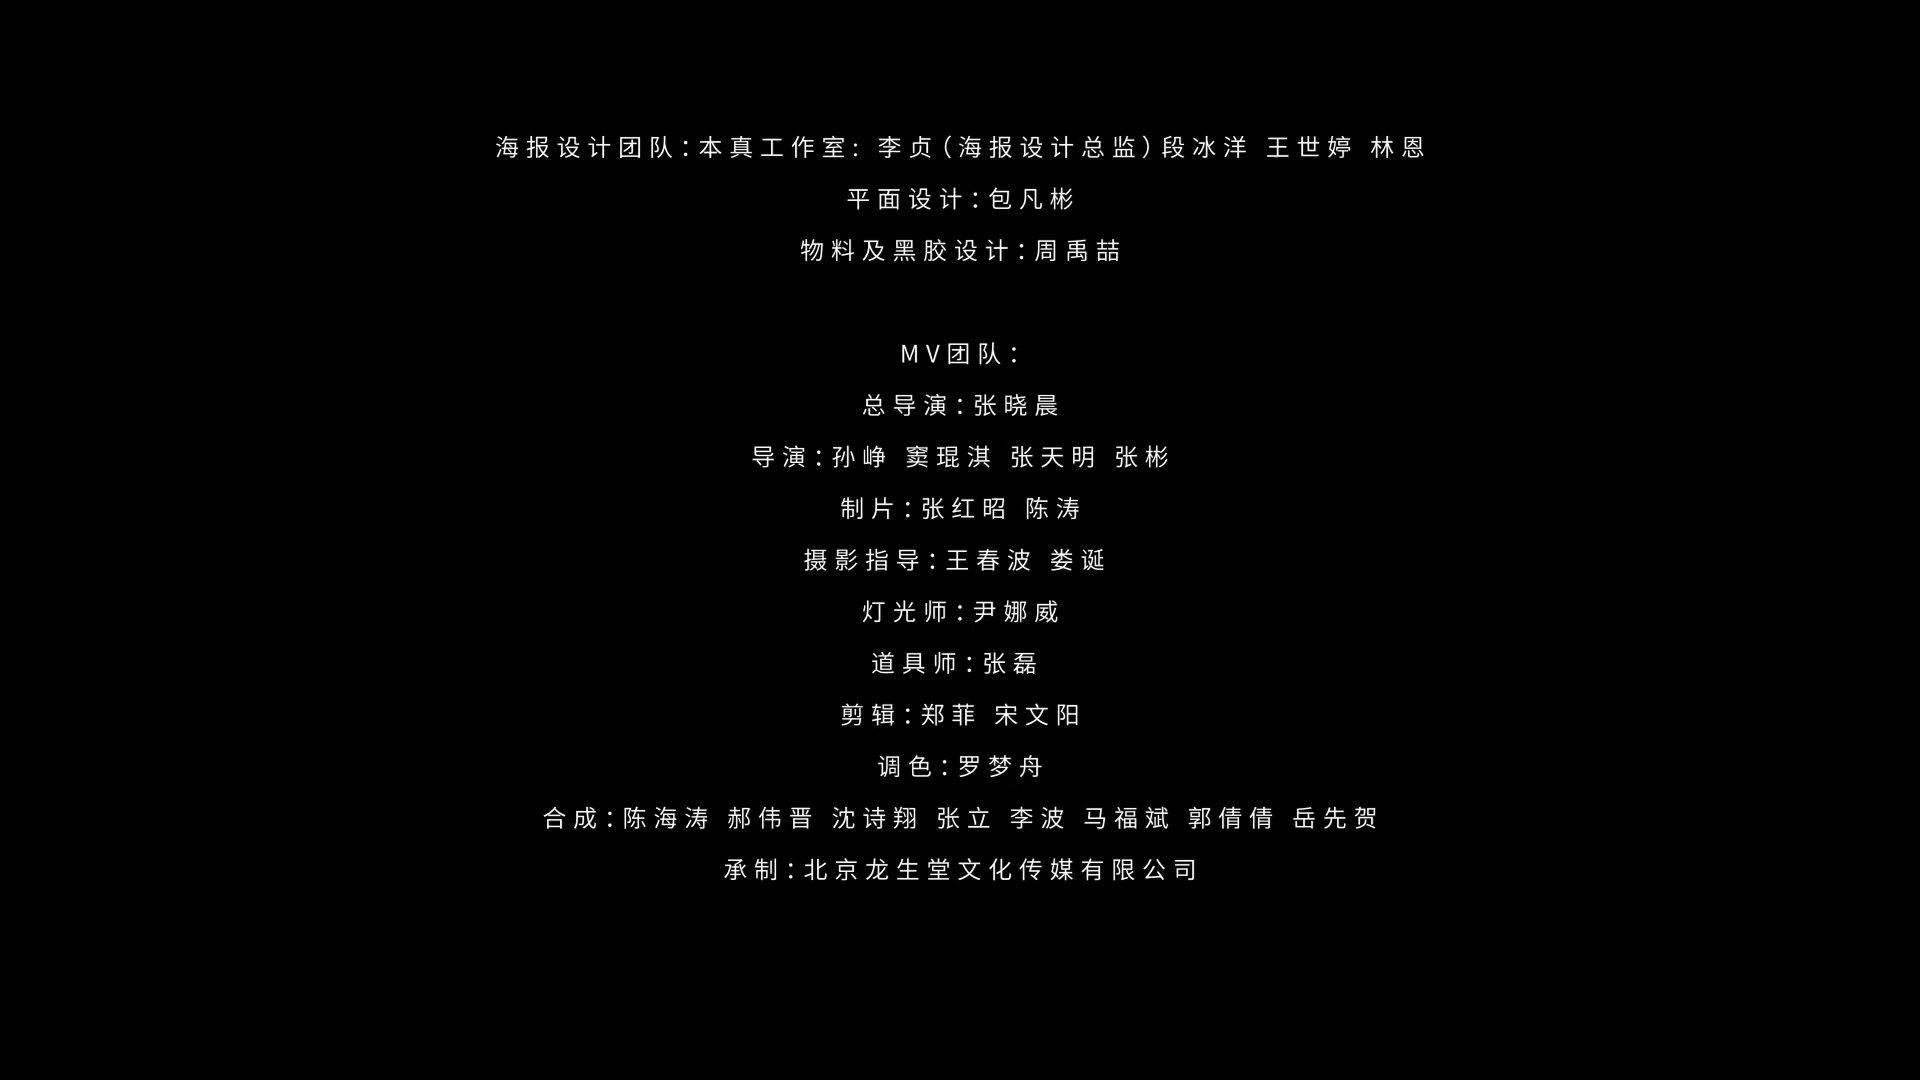 海报设计团队：本真工作室：李贞（海报设计总监）段冰洋 王世婷 林恩
平面设计：包凡彬
物料及黑胶设计：周禹喆
MV团队：
总导演：张晓晨
导演：孙峥 窦琨淇 张天明 张彬
制片：张红昭 陈涛
摄影指导：王春波 娄诞
灯光师：尹娜威
道具师：张磊
剪辑：郑菲 宋文阳
调色：罗梦舟
合成：陈海涛 郝伟晋 沈诗翔 张立 李波 马福斌 郭倩倩 岳先贺
承制：北京龙生堂文化传媒有限公司